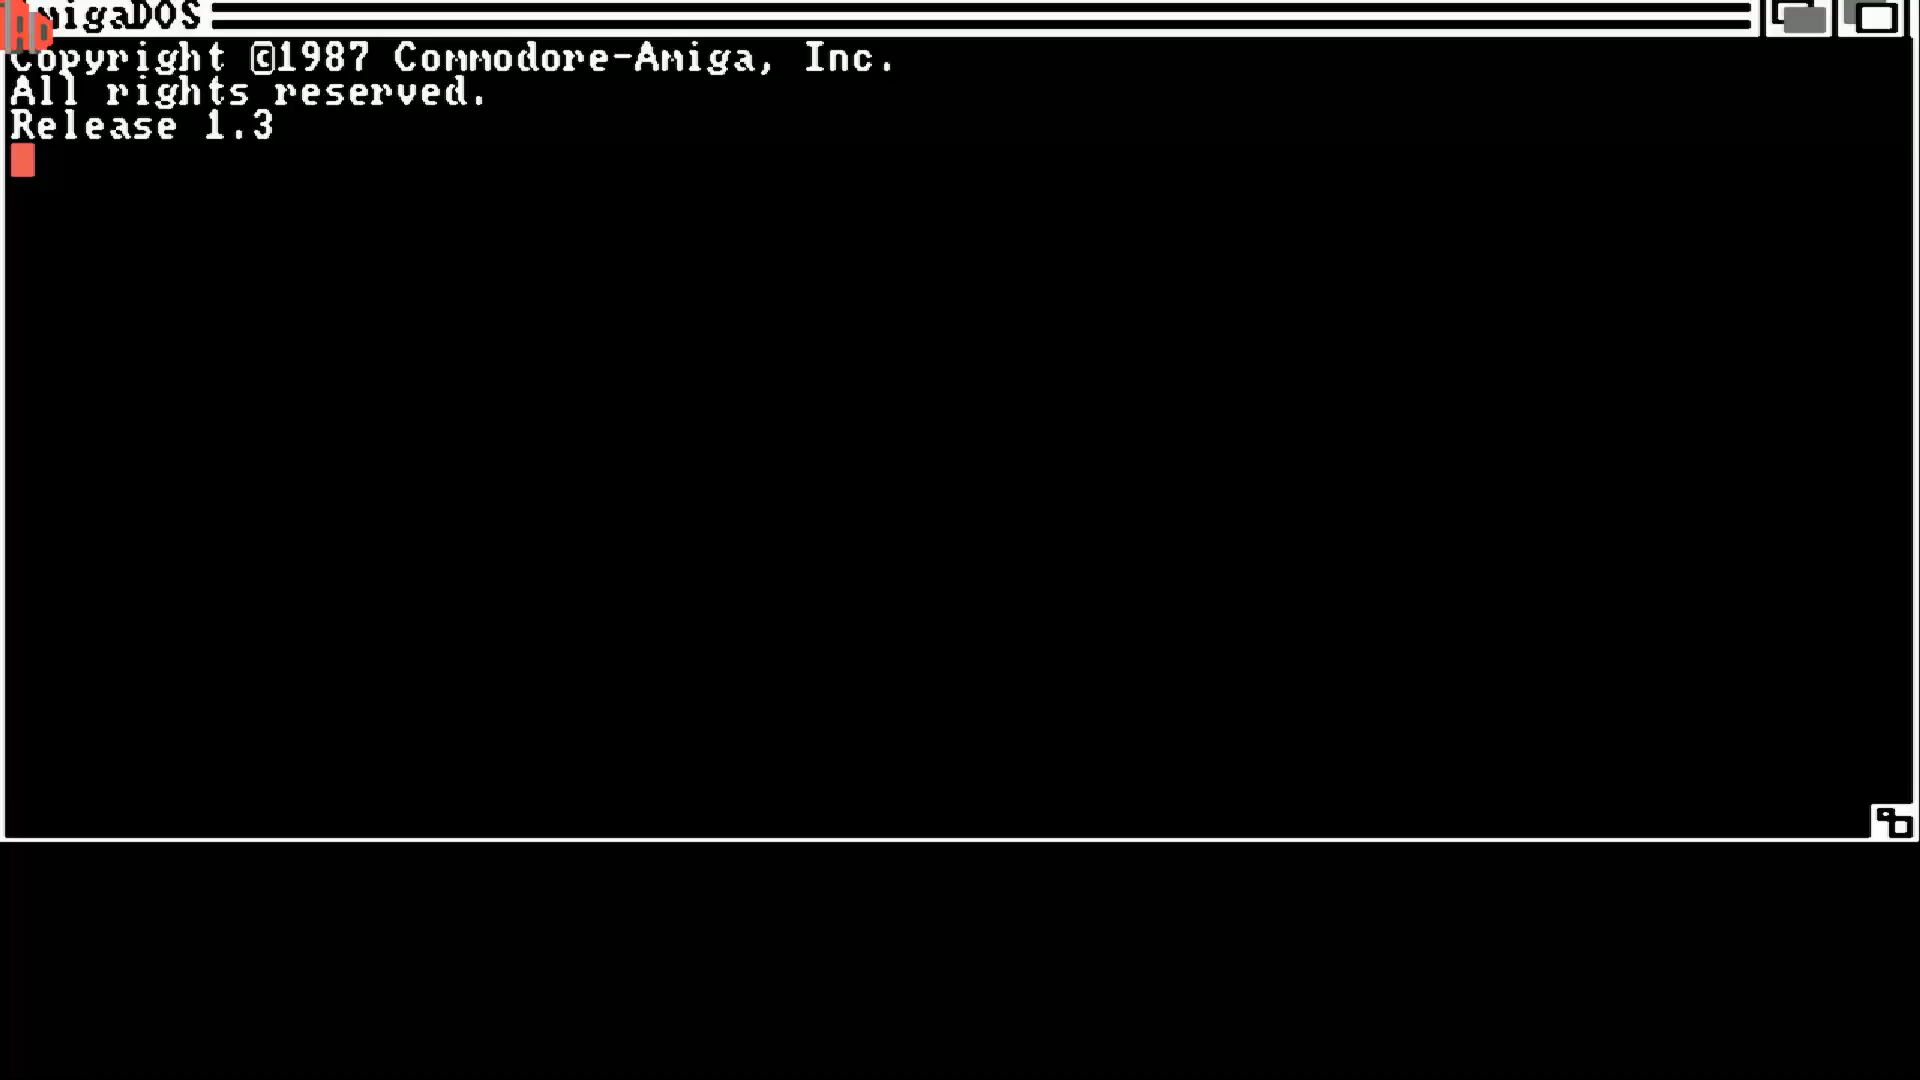 AmigaDOS
Copyright ©1987 Commodore-Amiga, Inc.
All rights reserved.
Release 1.3